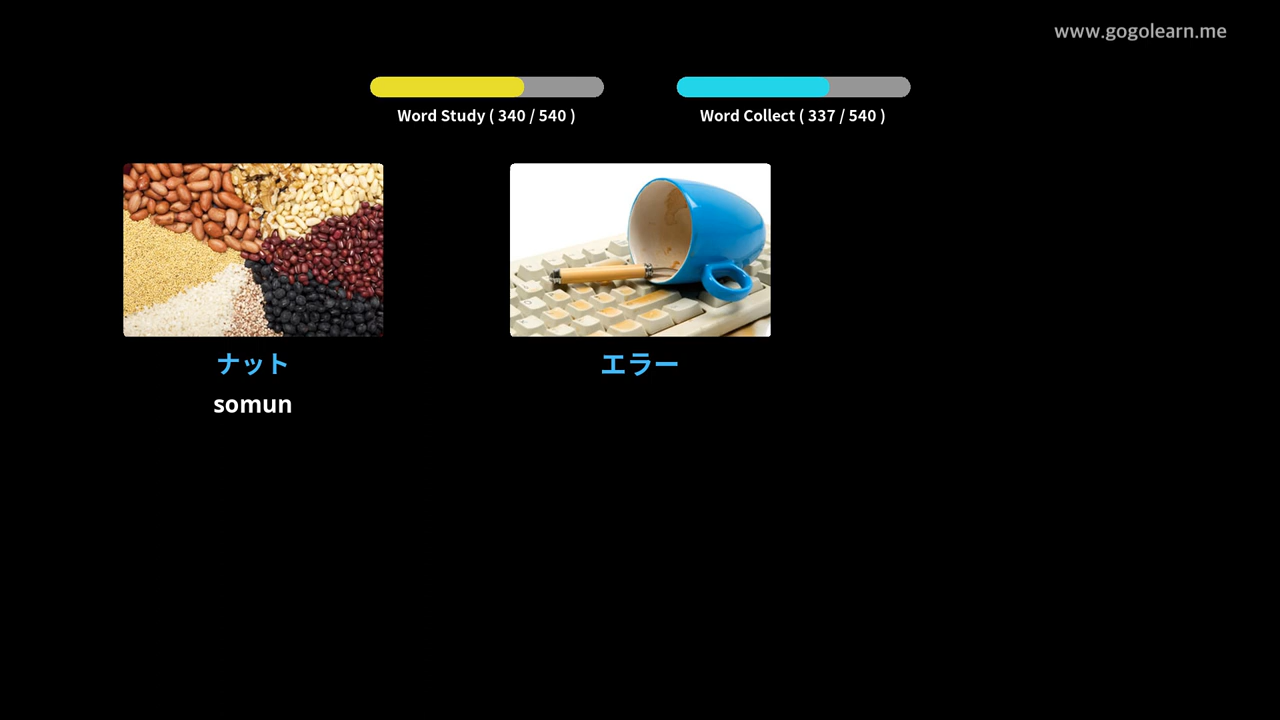 www.gogolearn.me
Word Study ( 340 / 540 )
Word Collect ( 337 / 540 )
ナット
エラー
somun